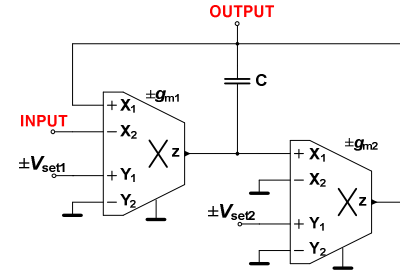 OUTPUT
±gm1
C
+ X1
INPUT
− X2
z
±gm2
±Vset1
+ Y1
+ X1
− Y2
− X2
z
±Vset2
+ Y1
− Y2